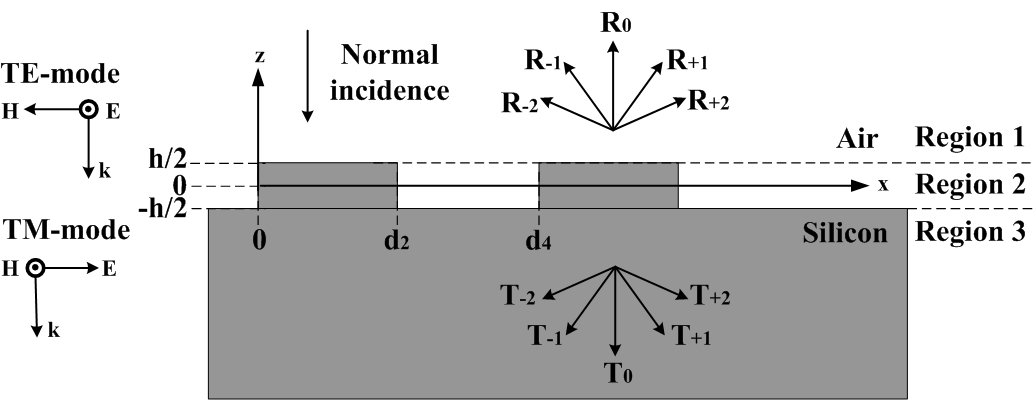 TE-mode
H E
k
TM-mode
H E
k
z
Normal
incidence
R0
R-1 R+1
R-2 R+2
Air Region 1
h/2
0 x Region 2
-h/2
0 d2 d4 Silicon Region 3
T-2 T+2
T-1 T+1
T0